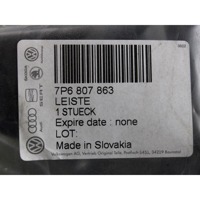 7P6 807 863
LEISTE
1 STUECK
Expire date : none
LOT:
Made in Slovakia